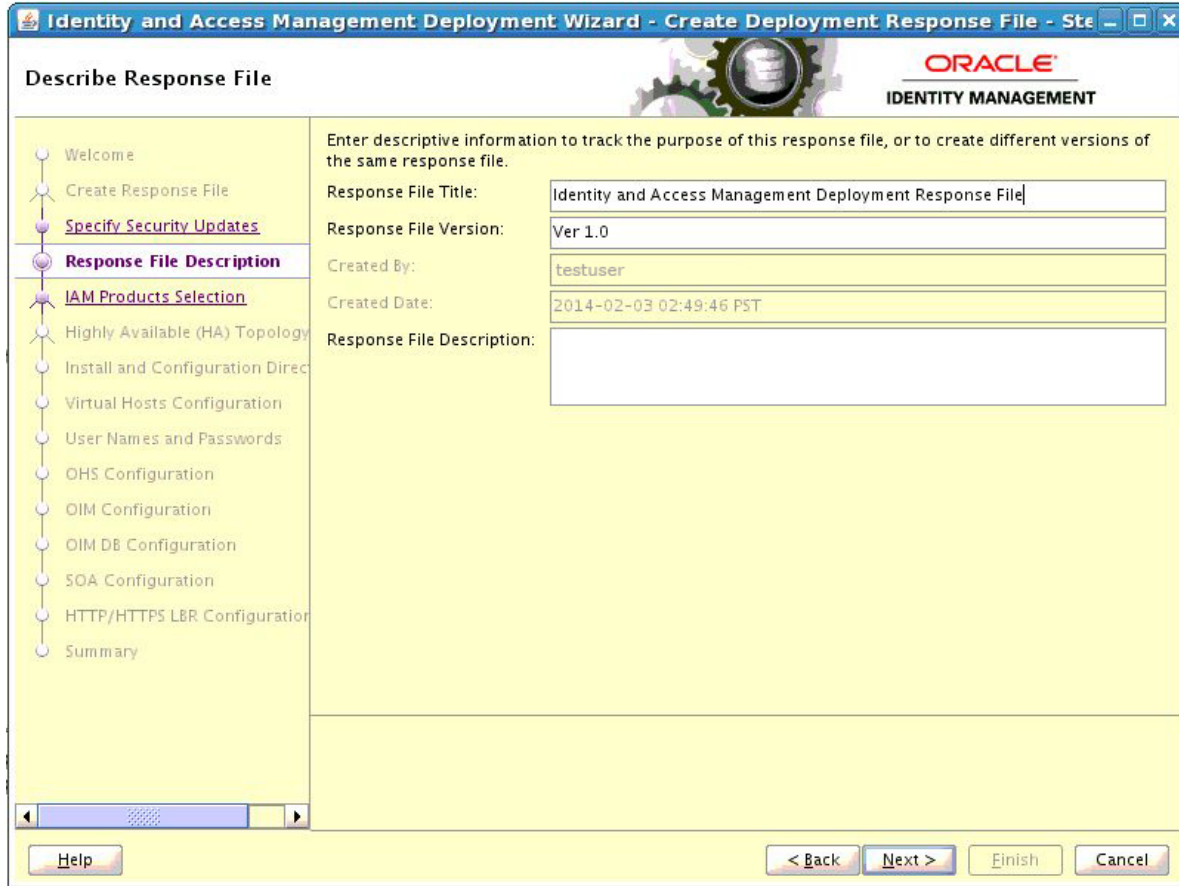 Identity and Access Management Deployment Wizard - Create Deployment Response File - Ste
Describe Response File
ORACLE
IDENTITY MANAGEMENT
Welcome
Create Response File
Specify Security Updates
Response File Description
IAM Products Selection
Highly Available (HA) Topology
Install and Configuration Direc
Virtual Hosts Configuration
User Names and Passwords
OHS Configuration
OIM Configuration
OIM DB Configuration
SOA Configuration
HTTP/HTTPS LBR Configuration
Summary
Enter descriptive information to track the purpose of this response file, or to create different versions of
the same response file.
Response File Title: Identity and Access Management Deployment Response File
Response File Version: Ver 1.0
Created By: testuser
Created Date: 2014-02-03 02:49:46 PST
Response File Description:
Help
< Back
Next >
Finish
Cancel